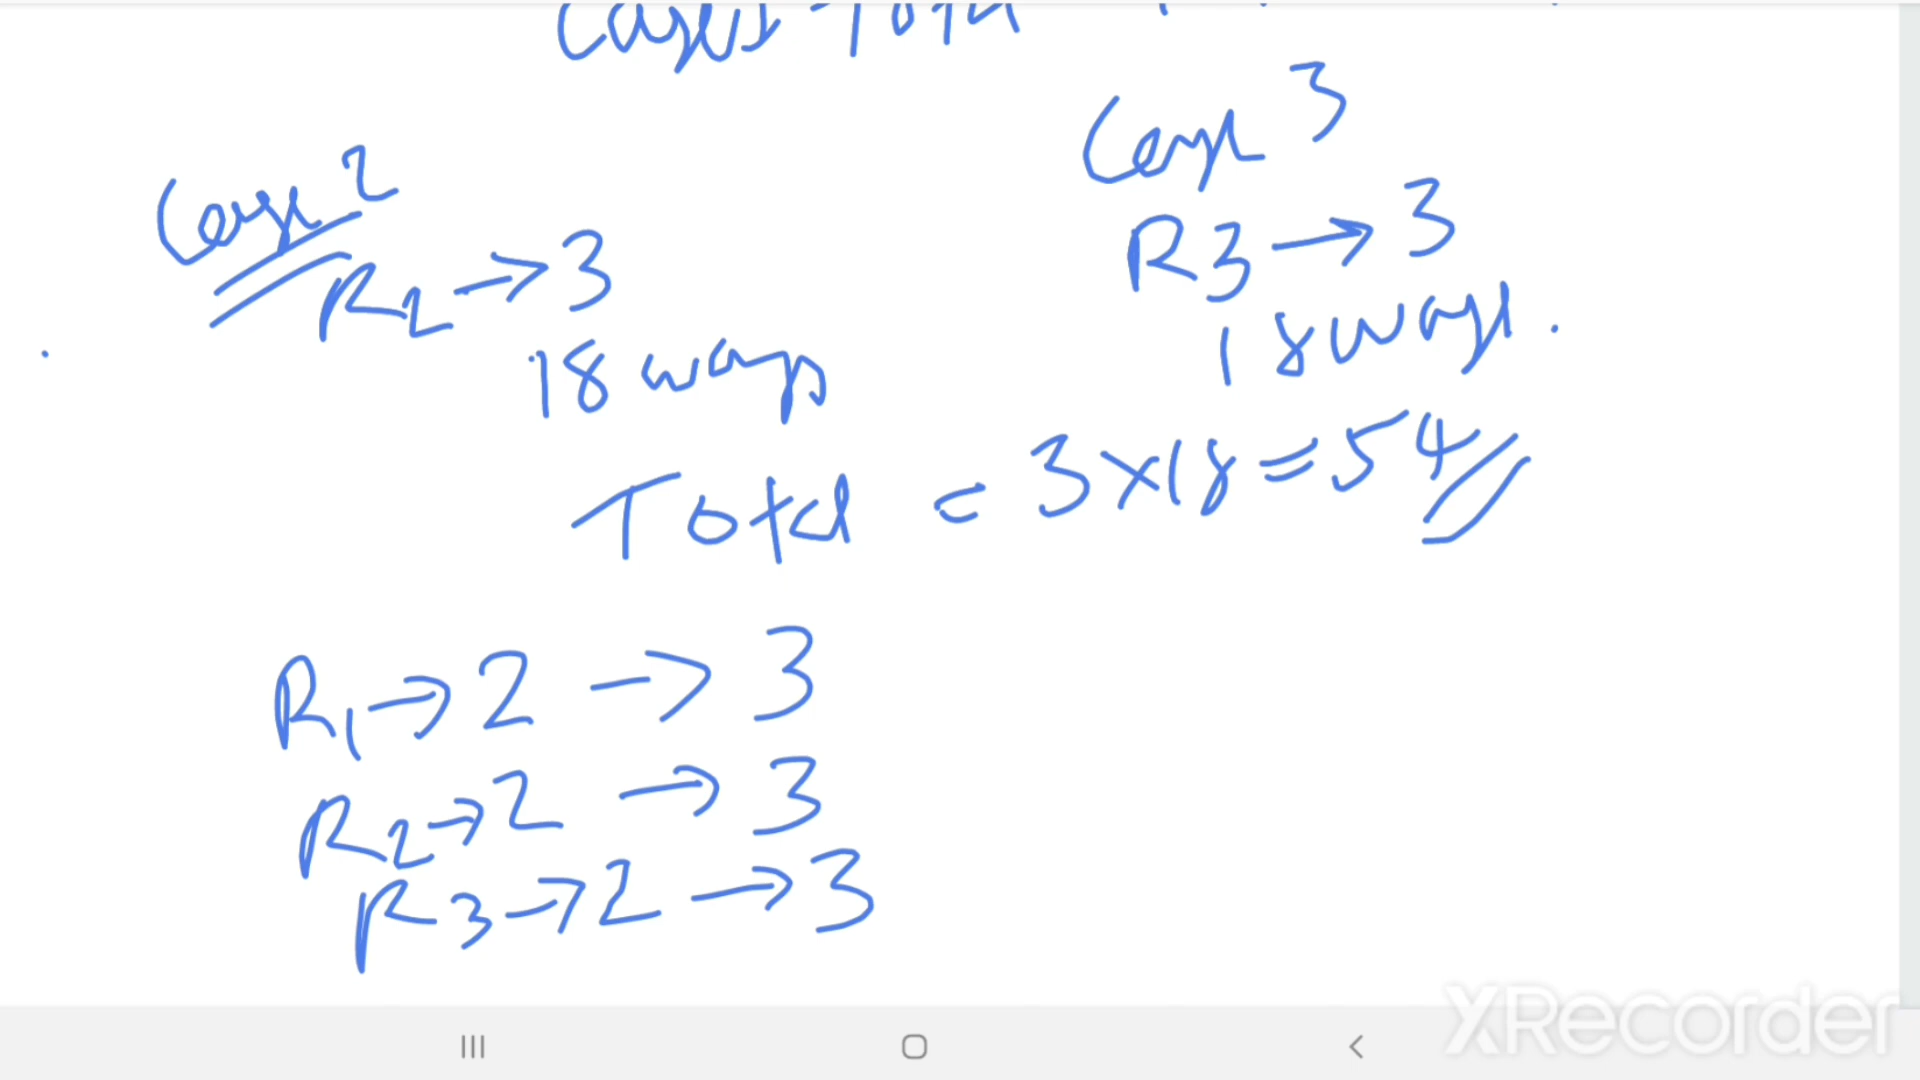 Total
Case 3
Case 2
R3 → 3
R2 → 3
18 ways.
18 ways
Total = 3 × 18 = 54
R1 → 2 → 3
R2 → 2 → 3
R3 → 2 → 3
XRecorder